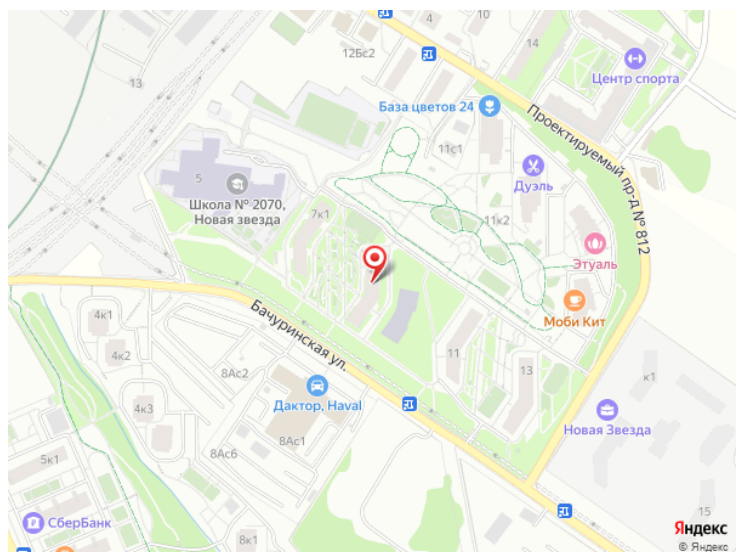 4
10
14
12Бс2
13
Центр спорта
База цветов 24
Проектируемый пр-д № 812
11с1
Дуэль
5
Школа № 2070,
Новая звезда
7к1
11к2
Этуаль
Моби Кит
4к1
Бачуринская ул.
4к2
8Ас2
11
13
к1
Дактор, Haval
4к3
Новая Звезда
8Ас1
8Ас6
5к1
СберБанк
15
8к1
Яндекс
© Яндекс